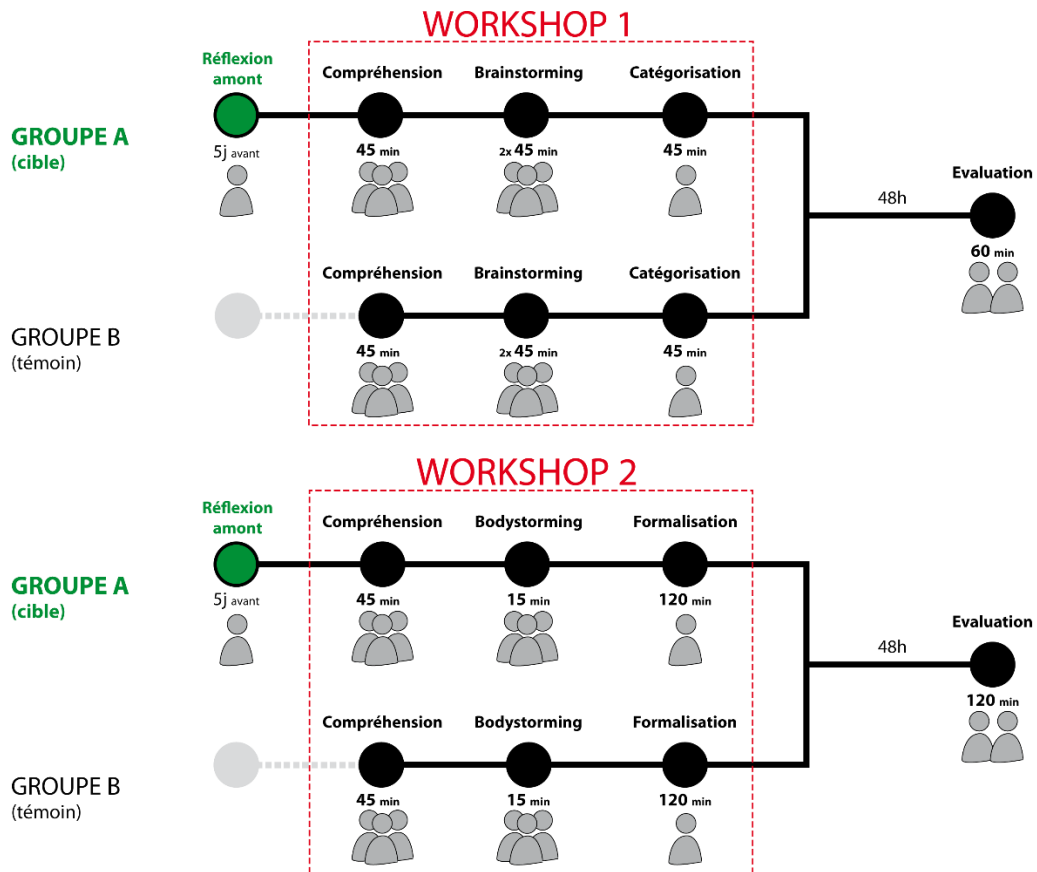 WORKSHOP 1
Réflexion
amont
Compréhension
Brainstorming
Catégorisation
GROUPE A
(cible)
5j avant
45 min
2x 45 min
45 min
Evaluation
48h
60 min
Compréhension
Brainstorming
Catégorisation
GROUPE B
(témoin)
45 min
2x 45 min
45 min
WORKSHOP 2
Réflexion
amont
Compréhension
Bodystorming
Formalisation
GROUPE A
(cible)
5j avant
45 min
15 min
120 min
Evaluation
48h
120 min
Compréhension
Bodystorming
Formalisation
GROUPE B
(témoin)
45 min
15 min
120 min